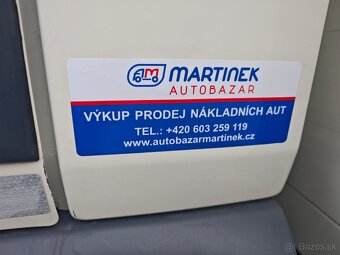 MARTINEK
AUTOBAZAR
VÝKUP PRODEJ NÁKLADNÍCH AUT
TEL.: +420 603 259 119
www.autobazarmartinek.cz
Bazos.sk